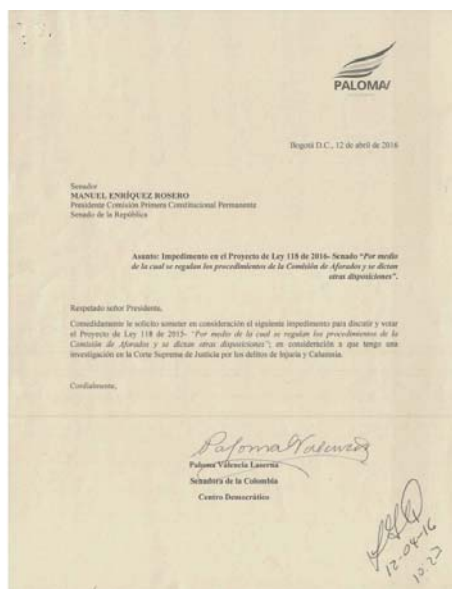 PALOMA/
Bogotá D.C., 12 de abril de 2016
Senador
MANUEL ENRÍQUEZ ROSERO
Presidente Comisión Primera Constitucional Permanente
Senado de la República
Asunto: Impedimento en el Proyecto de Ley 118 de 2016- Senado "Por medio
de la cual se regulan los procedimientos de la Comisión de Aforados y se dictan
otras disposiciones".
Respetado señor Presidente,
Comedidamente le solicito someter en consideración el siguiente impedimento para discutir y votar
el Proyecto de Ley 118 de 2015- "Por medio de la cual se regulan los procedimientos de la
Comisión de Aforados y se dictan otras disposiciones"; en consideración a que tengo una
investigación en la Corte Suprema de Justicia por los delitos de Injuria y Calumnia.
Cordialmente,
Paloma Valencia
Paloma Valencia Laserna
Senadora de la Colombia
Centro Democrático
12-04-16
10:27